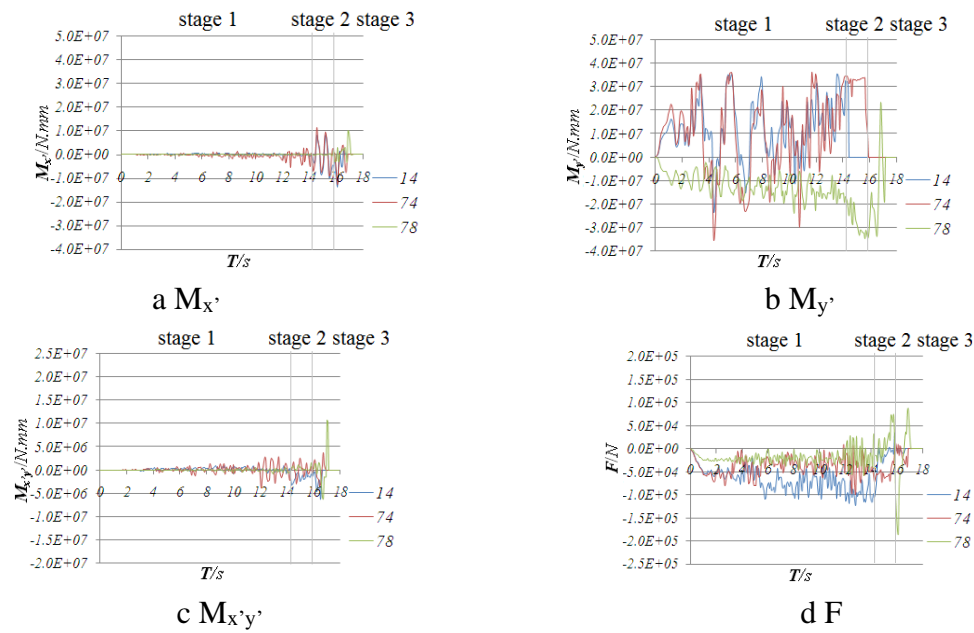 stage 1 stage 2 stage 3
5.0E+07
4.0E+07
3.0E+07
2.0E+07
1.0E+07
0.0E+00
-1.0E+07
-2.0E+07
-3.0E+07
-4.0E+07
Mx'/N.mm
0 2 4 6 8 10 12 14 16 18
T/s
14
74
78
a Mx’
stage 1 stage 2 stage 3
5.0E+07
4.0E+07
3.0E+07
2.0E+07
1.0E+07
0.0E+00
-1.0E+07
-2.0E+07
-3.0E+07
-4.0E+07
My'/N.mm
0 2 4 6 8 10 12 14 16 18
T/s
14
74
78
b My’
stage 1 stage 2 stage 3
2.5E+07
2.0E+07
1.5E+07
1.0E+07
5.0E+06
0.0E+00
-5.0E+06
-1.0E+07
-1.5E+07
-2.0E+07
Mx'y'/N.mm
0 2 4 6 8 10 12 14 16 18
T/s
14
74
78
c Mx’y’
stage 1 stage 2 stage 3
2.0E+05
1.5E+05
1.0E+05
5.0E+04
0.0E+00
-5.0E+04
-1.0E+05
-1.5E+05
-2.0E+05
-2.5E+05
F/N
0 2 4 6 8 10 12 14 16 18
T/s
14
74
78
d F